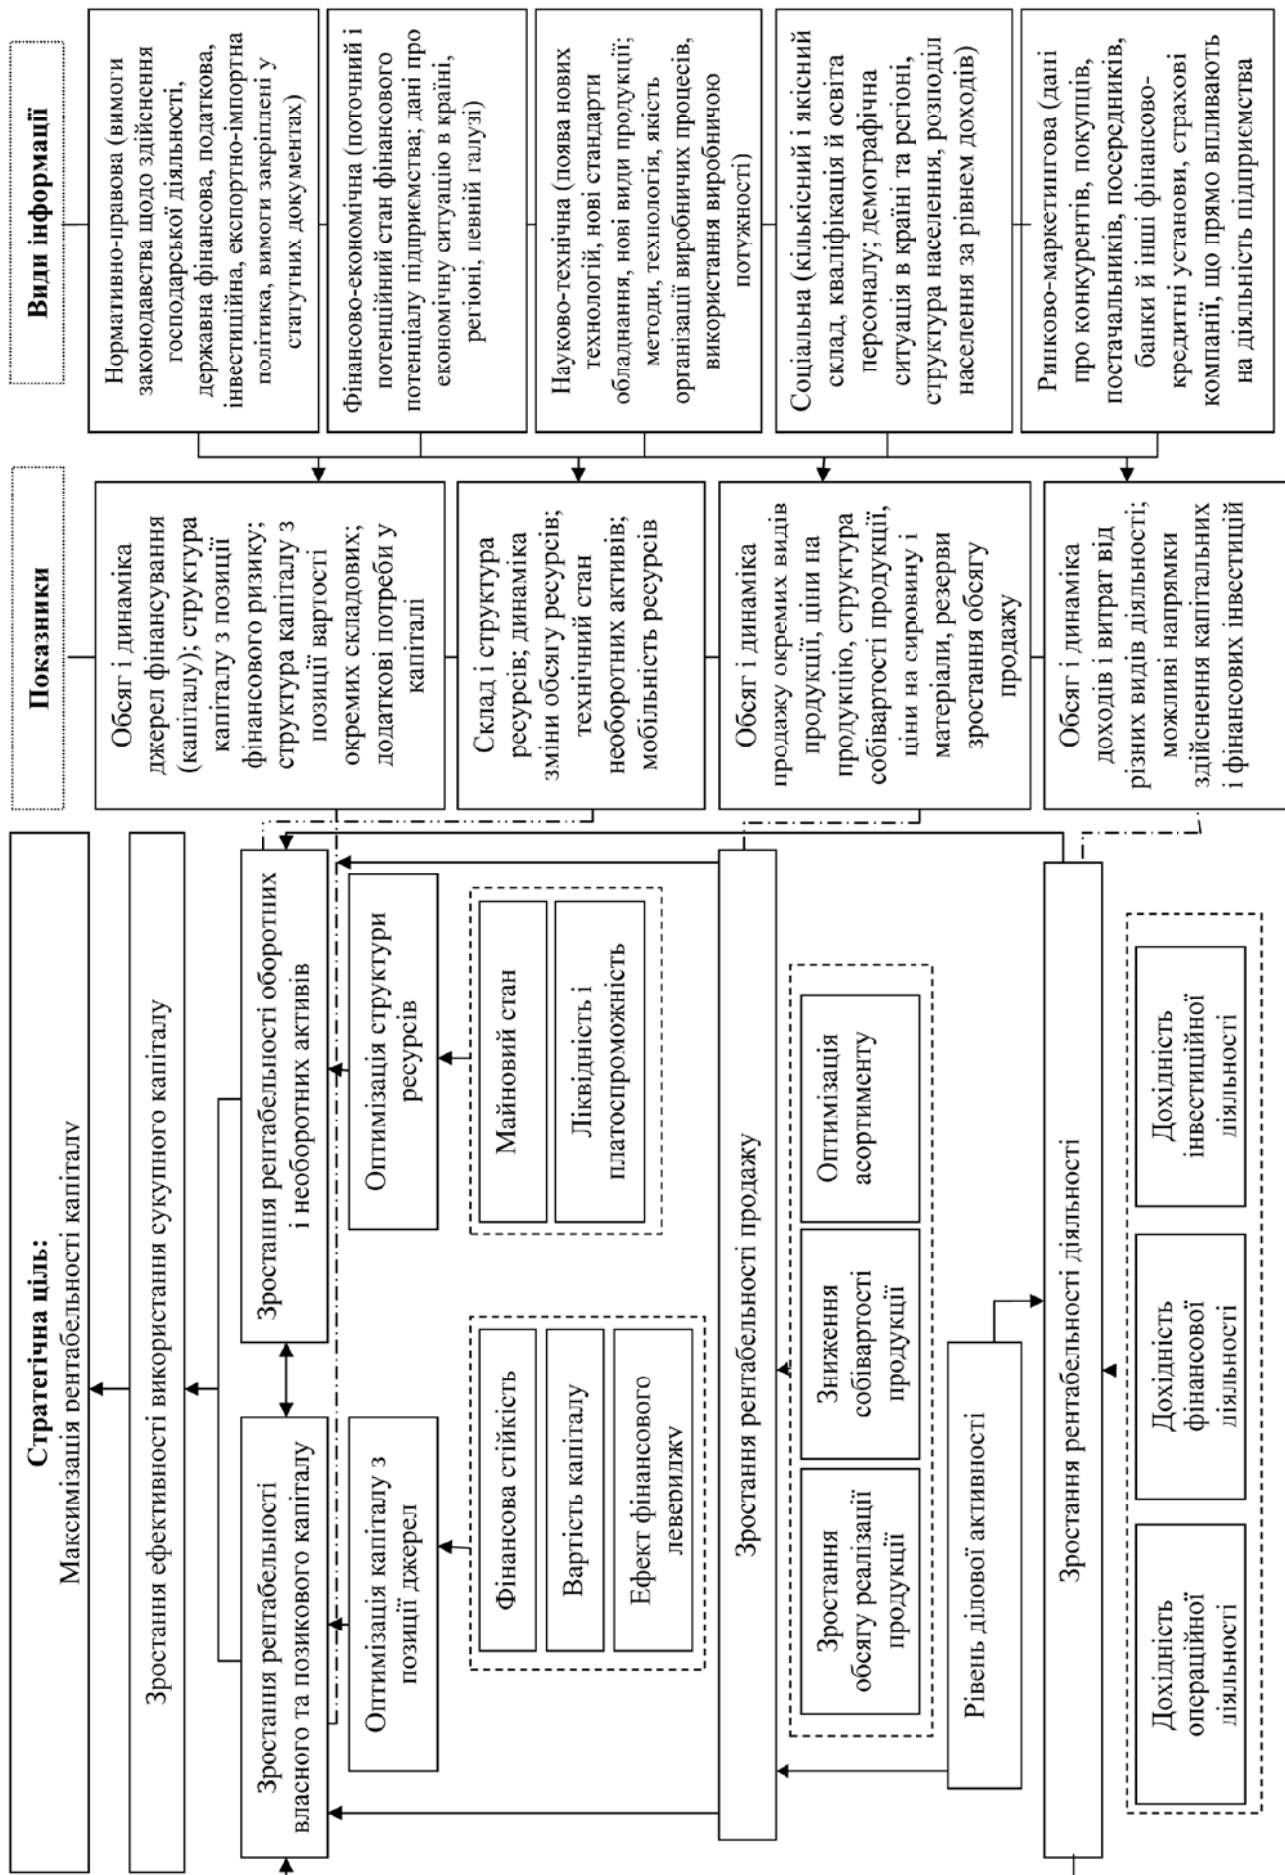 Стратегічна ціль:
Максимізація рентабельності капіталу
Зростання ефективності використання сукупного капіталу
Зростання рентабельності
власного та позикового капіталу
Зростання рентабельності оборотних
і необоротних активів
Оптимізація капіталу з
позиції джерел
Оптимізація структури
ресурсів
Фінансова стійкість
Вартість капіталу
Ефект фінансового
левериджу
Майновий стан
Ліквідність і
платоспроможність
Зростання рентабельності продажу
Зростання
обсягу реалізації
продукції
Зниження
собівартості
продукції
Оптимізація
асортименту
Рівень ділової активності
Зростання рентабельності діяльності
Дохідність
операційної
діяльності
Дохідність
фінансової
діяльності
Дохідність
інвестиційної
діяльності
Показники
Обсяг і динаміка
джерел фінансування
(капіталу); структура
капіталу з позиції
фінансового ризику;
структура капіталу з
позиції вартості
окремих складових;
додаткові потреби у
капіталі
Склад і структура
ресурсів; динаміка
зміни обсягу ресурсів;
технічний стан
необоротних активів;
мобільність ресурсів
Обсяг і динаміка
продажу окремих видів
продукції, ціни на
продукцію, структура
собівартості продукції,
ціни на сировину і
матеріали, резерви
зростання обсягу
продажу
Обсяг і динаміка
доходів і витрат від
різних видів діяльності;
можливі напрямки
здійснення капітальних
і фінансових інвестицій
Види інформації
Нормативно-правова (вимоги
законодавства щодо здійснення
господарської діяльності,
державна фінансова, податкова,
інвестиційна, експортно-імпортна
політика, вимоги закріплені у
статутних документах)
Фінансово-економічна (поточний і
потенційний стан фінансового
потенціалу підприємства; дані про
економічну ситуацію в країні,
регіоні, певній галузі)
Науково-технічна (поява нових
технологій, нові стандарти
обладнання, нові види продукції;
методи, технологія, якість
організації виробничих процесів,
використання виробничою
потужності)
Соціальна (кількісний і якісний
склад, кваліфікація й освіта
персоналу; демографічна
ситуація в країні та регіоні,
структура населення, розподіл
населення за рівнем доходів)
Ринково-маркетингова (дані
про конкурентів, покупців,
постачальників, посередників,
банки й інші фінансово-
кредитні установи, страхові
компанії, що прямо впливають
на діяльність підприємства